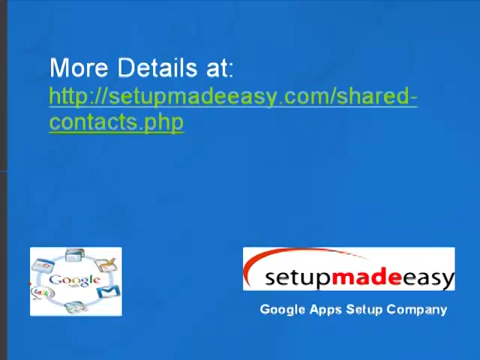 More Details at:
http://setupmadeeasy.com/shared-
contacts.php
Google
setupmadeeasy
Google Apps Setup Company